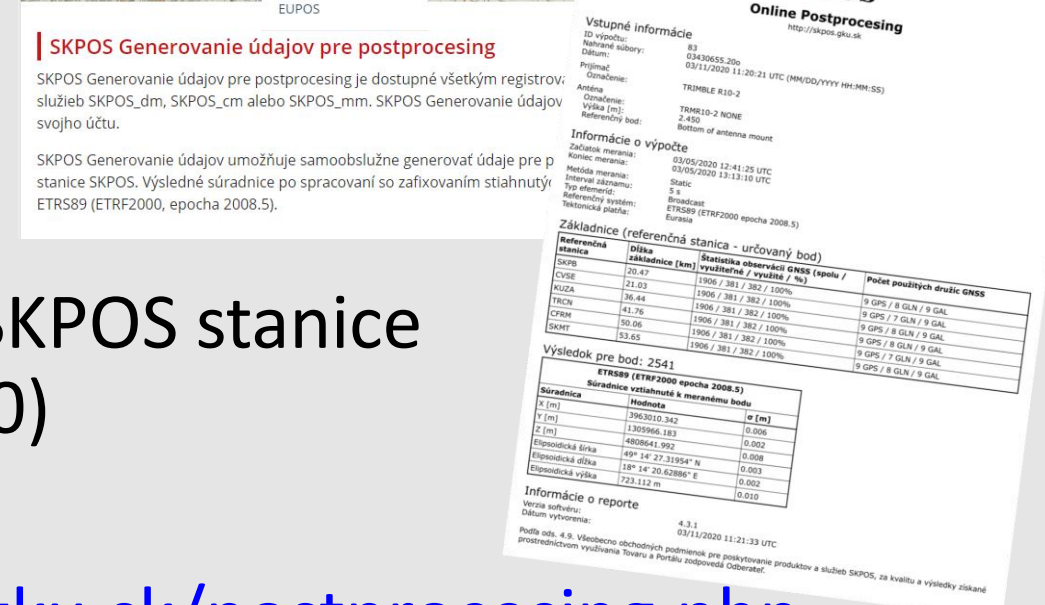 EUPOS
SKPOS Generovanie údajov pre postprocesing
SKPOS Generovanie údajov pre postprocesing je dostupné všetkým
služieb SKPOS_dm, SKPOS_cm alebo SKPOS_mm. SKPOS Generovanie údajov
svojho účtu.
SKPOS Generovanie údajov umožňuje samoobslužne generovať údaje pre
stanice SKPOS. Výsledné súradnice po spracovaní so zafixovaním
ETRS89 (ETRF2000, epocha 2008.5).
SKPOS stanice
0)
Online Postprocesing
http://skpos.gku.sk
Vstupné informácie
ID výpočtu: 83
Nahrané súbory: 03430655.20o
Dátum: 03/11/2020 11:20:21 UTC (MM/DD/YYYY HH:MM:SS)
Prijímač
Označenie: TRIMBLE R10-2
Anténa
Označenie: TRMR10-2 NONE
Výška [m]: 2.450
Referenčný bod: Bottom of antenna mount
Informácie o výpočte
Začiatok merania: 03/05/2020 12:41:25 UTC
Koniec merania: 03/05/2020 13:13:10 UTC
Metóda merania: Static
Interval záznamu: 5 s
Typ efemeríd: Broadcast
Referenčný systém: ETRS89 (ETRF2000 epocha 2008.5)
Tektonická platňa: Eurasia
Základnice (referenčná stanica - určovaný bod)
Referenčná stanica Dĺžka základnice [km] Štatistika observácií GNSS (spolu / využiteľné / využité / %) Počet použitých družíc GNSS
SKPB 20.47 1906 / 381 / 382 / 100% 9 GPS / 8 GLN / 9 GAL
CVSE 21.03 1906 / 381 / 382 / 100% 9 GPS / 7 GLN / 9 GAL
KUZA 36.44 1906 / 381 / 382 / 100% 9 GPS / 8 GLN / 9 GAL
TRCN 41.76 1906 / 381 / 382 / 100% 9 GPS / 8 GLN / 9 GAL
CFRM 50.06 1906 / 381 / 382 / 100% 9 GPS / 7 GLN / 9 GAL
SKMT 53.65 1906 / 381 / 382 / 100% 9 GPS / 8 GLN / 9 GAL
Výsledok pre bod: 2541
ETRS89 (ETRF2000 epocha 2008.5)
Súradnice vztiahnuté k meranému bodu
Súradnica Hodnota σ [m]
X [m] 3963010.342 0.006
Y [m] 1305966.183 0.002
Z [m] 4808641.992 0.008
Elipsoidická šírka 49° 14' 27.31954" N 0.003
Elipsoidická dĺžka 18° 14' 20.62886" E 0.002
Elipsoidická výška 723.112 m 0.010
Informácie o reporte
Verzia softvéru: 4.3.1
Dátum vytvorenia: 03/11/2020 11:21:33 UTC
Podľa ods. 4.9. Všeobecno obchodných podmienok pre poskytovanie produktov a služieb SKPOS, za kvalitu a výsledky získané
prostredníctvom využívania Tovaru a Portálu zodpovedá Odberateľ.